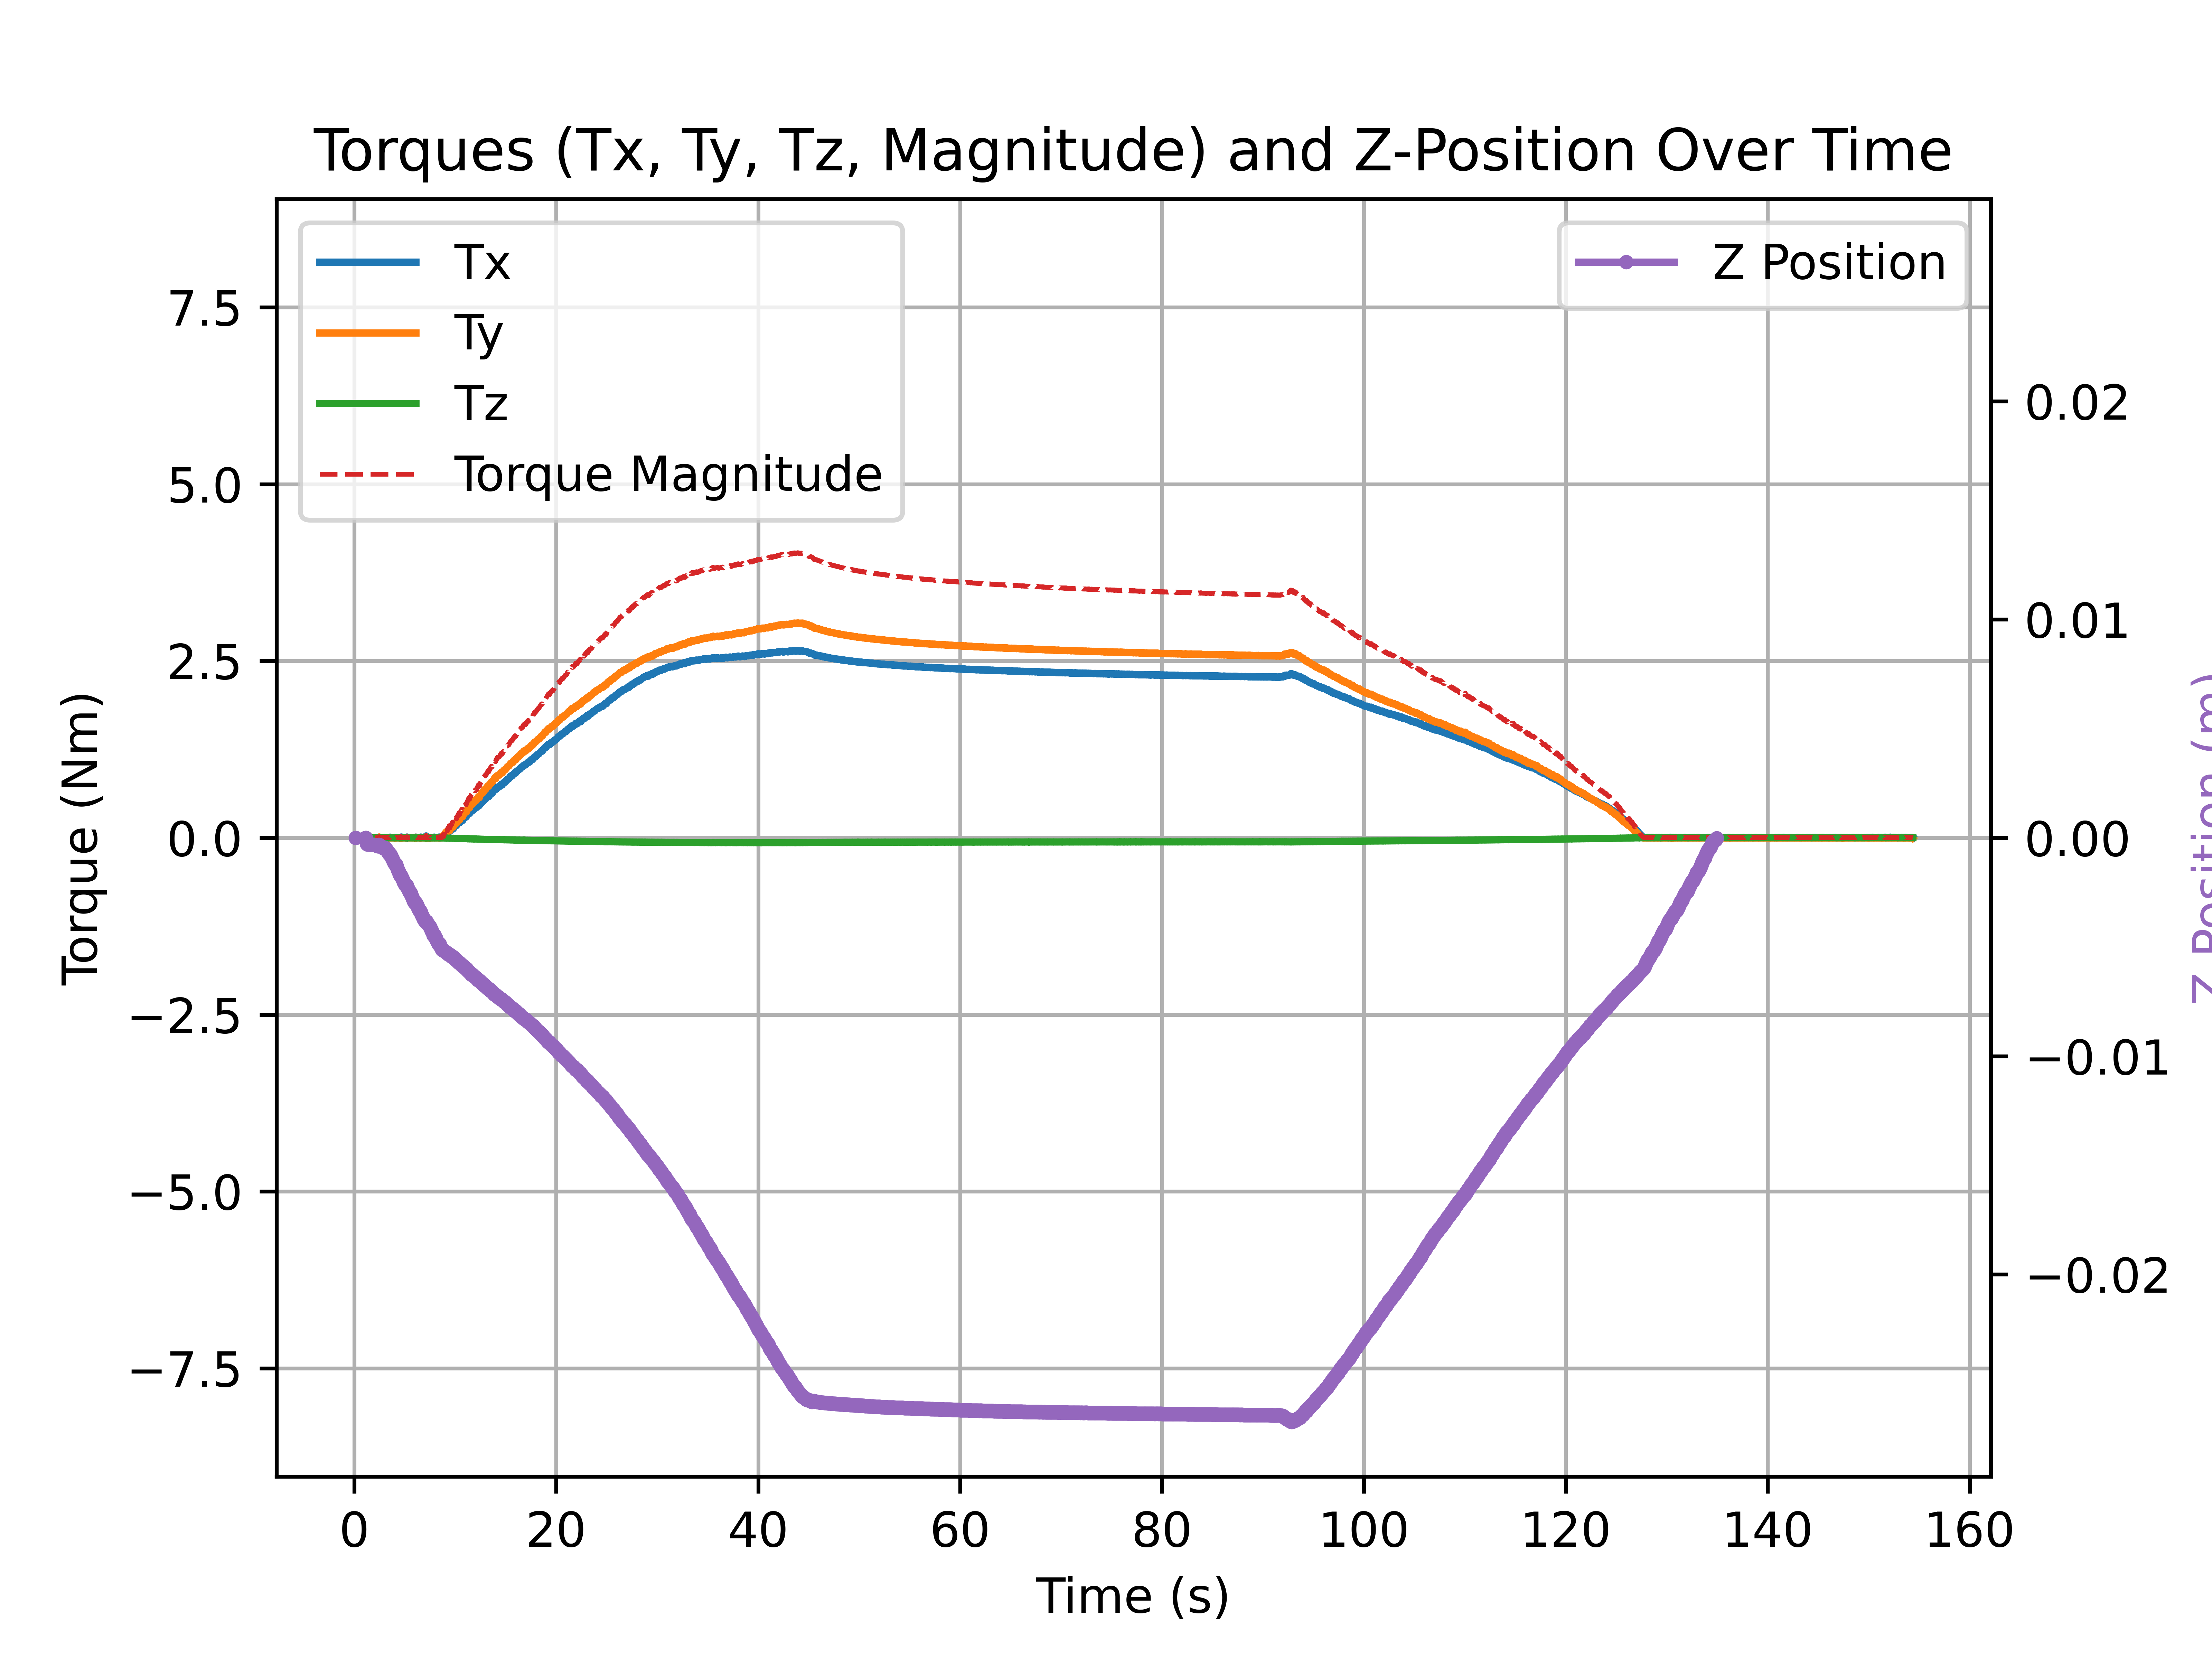 Torques (Tx, Ty, Tz, Magnitude) and Z-Position Over Time
Tx
Ty
Tz
Torque Magnitude
Z Position
7.5
5.0
2.5
0.0
−2.5
−5.0
−7.5
Torque (Nm)
0.02
0.01
0.00
−0.01
−0.02
Z Position (m)
0 20 40 60 80 100 120 140 160
Time (s)